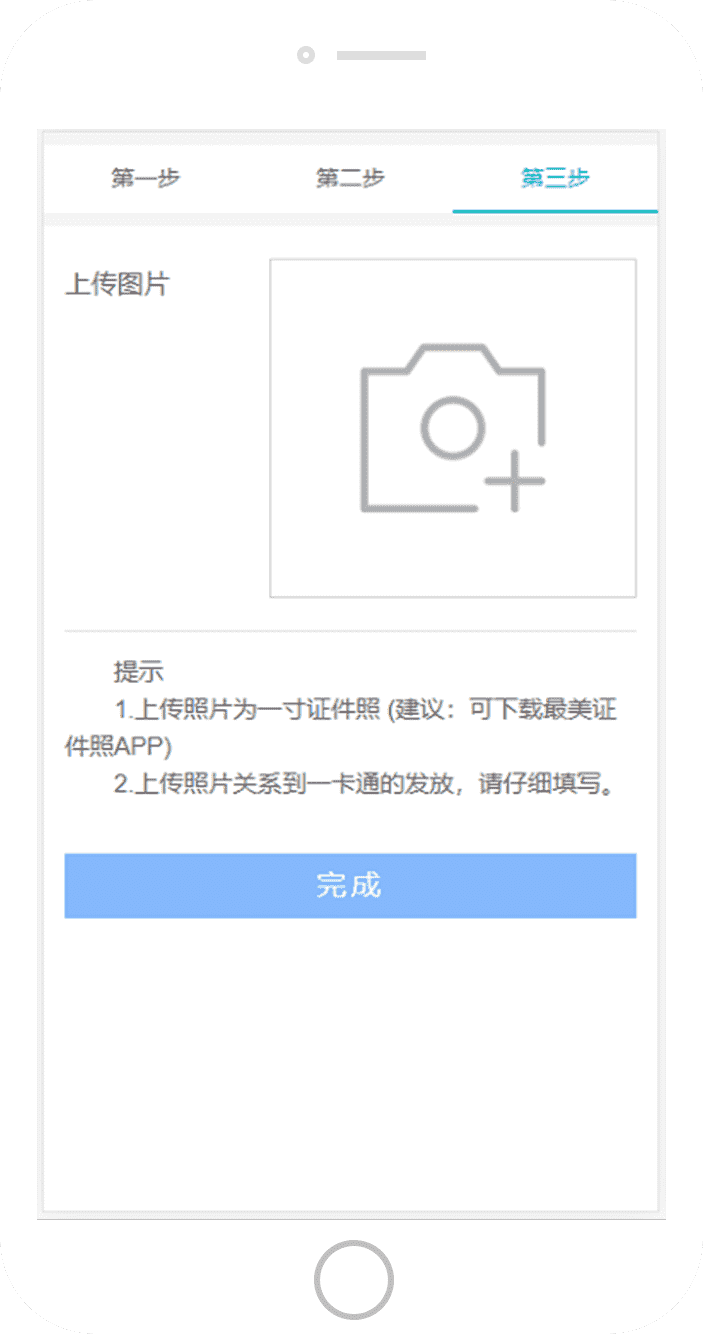 第一步 第二步 第三步
上传图片
提示
1.上传照片为一寸证件照 (建议：可下载最美证
件照APP)
2.上传照片关系到一卡通的发放，请仔细填写。
完成